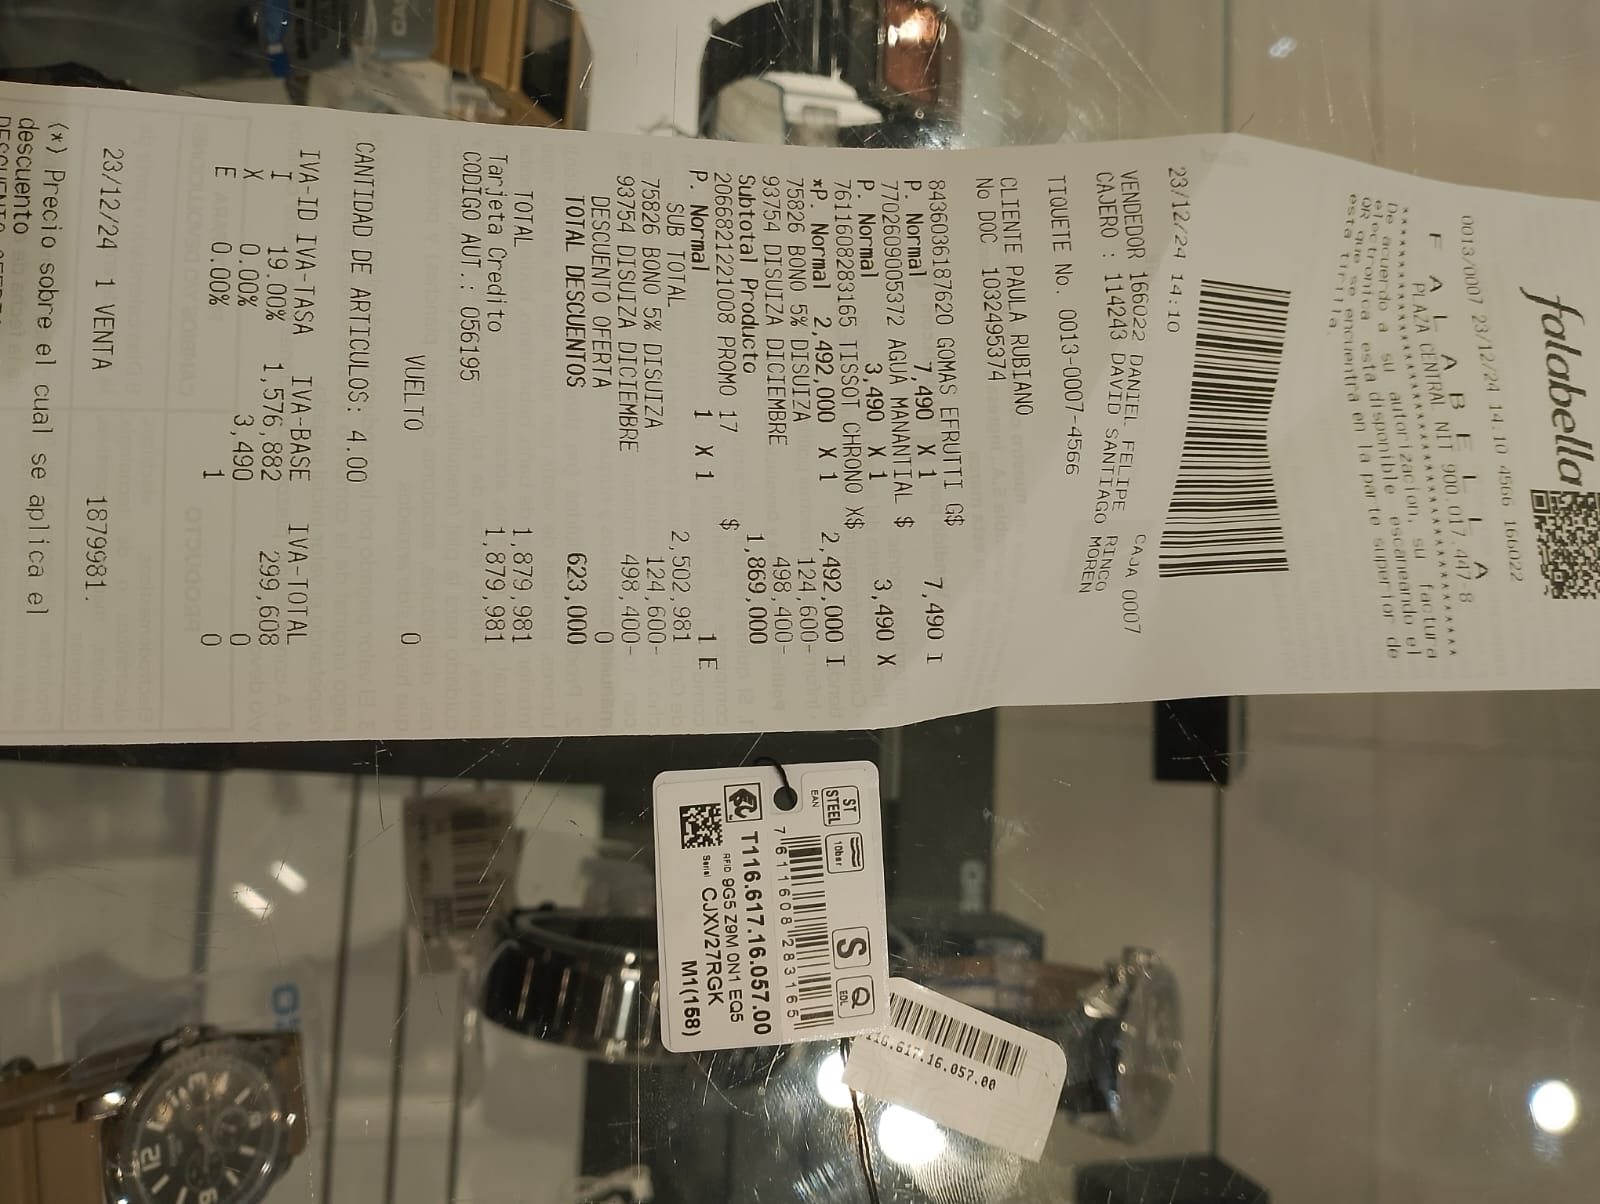 falabella
0013/0007 23/12/24 14:10 4566 166022
F A L A B E L L A
PLAZA CENTRAL NIT 900.017.447-8
De acuerdo a su autorizacion, su factura
electronica esta disponible escaneando el
QR que se encuentra en la parte superior de
esta tirilla.
23/12/24 14:10
VENDEDOR 166022 DANIEL FELIPE RINCO
CAJA 0007
CAJERO : 114243 DAVID SANTIAGO MOREN
TIQUETE No. 0013-0007-4566
CLIENTE PAULA RUBIANO
No DOC 1032495374
8436036187620 GOMAS EFRUTTI G$
P. Normal 7,490 X 1 7,490 I
7702609005372 AGUA MANANTIAL $
P. Normal 3,490 X 1 3,490 X
7611608283165 TISSOT CHRONO X$
*P. Normal 2,492,000 X 1 2,492,000 I
75826 BONO 5% DISUIZA 124,600-
93754 DISUIZA DICIEMBRE 498,400-
Subtotal Producto 1,869,000
2066821221008 PROMO 17 $
P. Normal 1 X 1 1 E
SUB TOTAL 2,502,981
75826 BONO 5% DISUIZA 124,600-
93754 DISUIZA DICIEMBRE 498,400-
DESCUENTO OFERTA 0
TOTAL DESCUENTOS 623,000
TOTAL 1,879,981
Tarjeta Credito 1,879,981
CODIGO AUT.: 056195
VUELTO 0
CANTIDAD DE ARTICULOS: 4.00
IVA-ID IVA-TASA IVA-BASE IVA-TOTAL
I 19.00% 1,576,882 299,608
X 0.00% 3,490 0
E 0.00% 1 0
23/12/24 1 VENTA 1879981.
(*) Precio sobre el cual se aplica el
descuento
ST STEEL
10bar
S
Q
EOL
EAN
7 611608 283165
T116.617.16.057.00
RFID 9G5 Z9M 0N1 EQ5
Serial CJXV27RGK
M1(158)
116.617.16.057.00